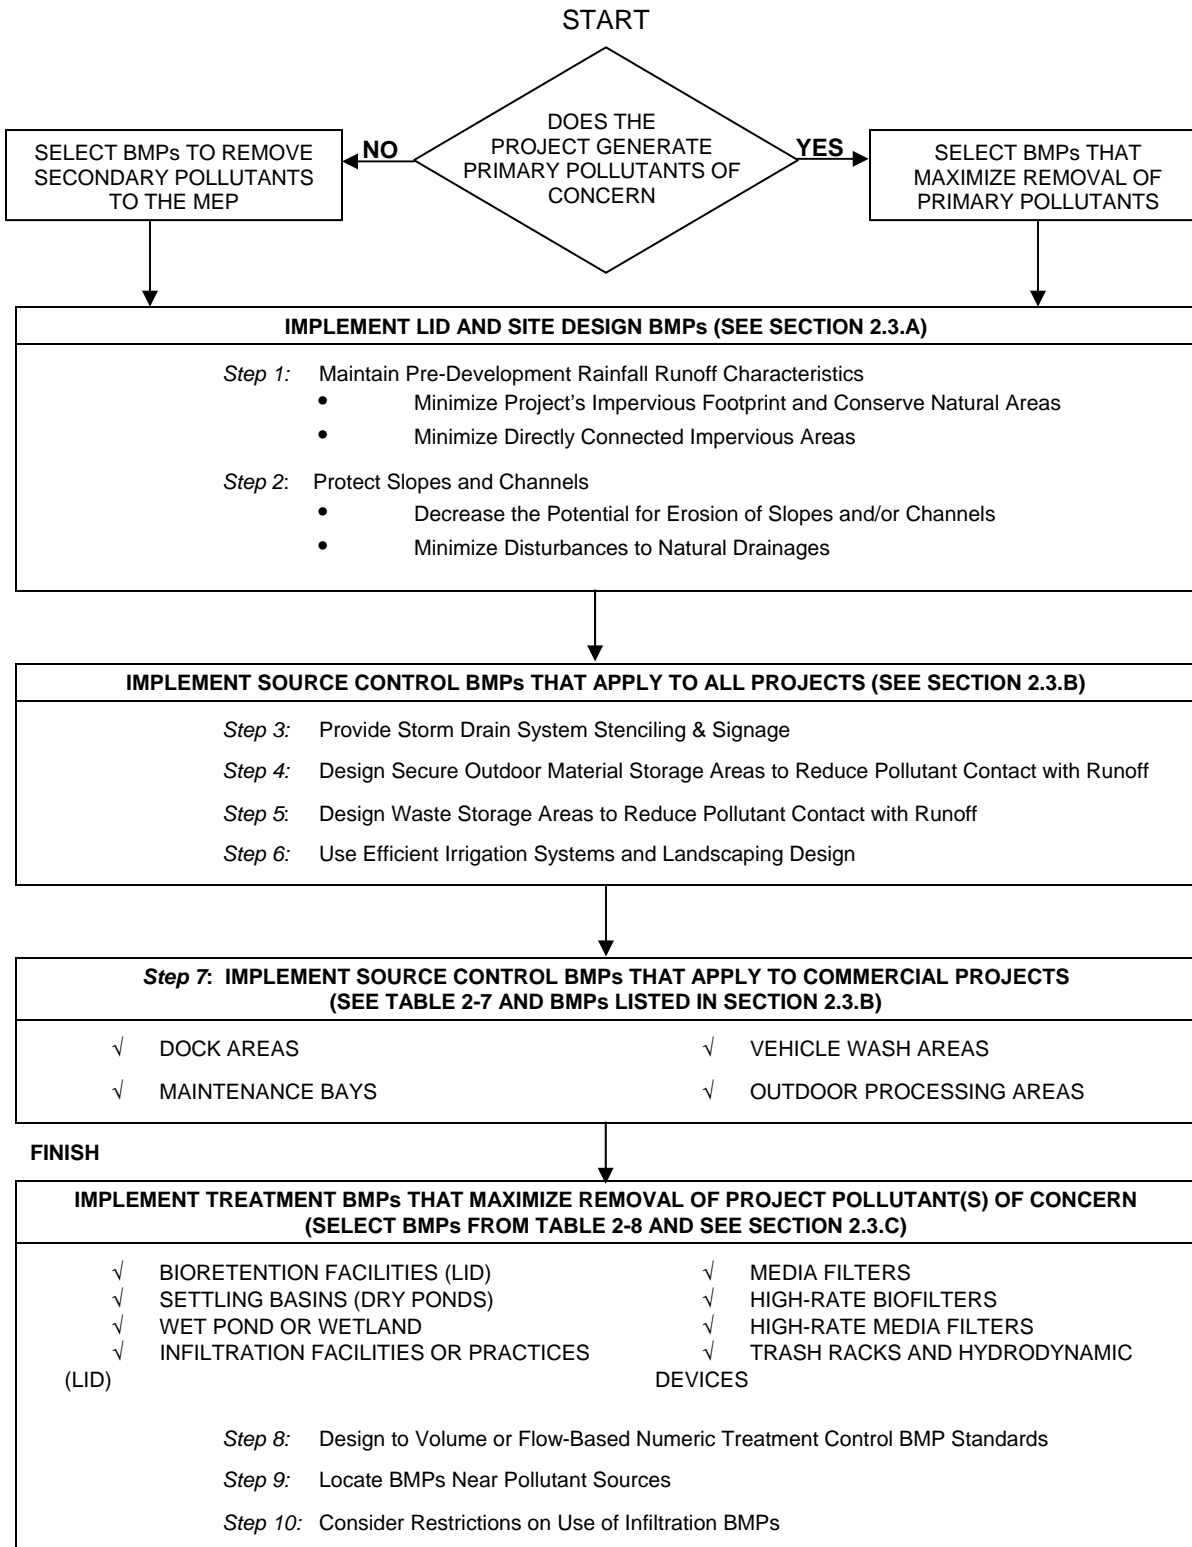 START
DOES THE
PROJECT GENERATE
PRIMARY POLLUTANTS OF
CONCERN
NO
YES
SELECT BMPs TO REMOVE
SECONDARY POLLUTANTS
TO THE MEP
SELECT BMPs THAT
MAXIMIZE REMOVAL OF
PRIMARY POLLUTANTS
IMPLEMENT LID AND SITE DESIGN BMPs (SEE SECTION 2.3.A)
Step 1: Maintain Pre-Development Rainfall Runoff Characteristics
• Minimize Project's Impervious Footprint and Conserve Natural Areas
• Minimize Directly Connected Impervious Areas
Step 2: Protect Slopes and Channels
• Decrease the Potential for Erosion of Slopes and/or Channels
• Minimize Disturbances to Natural Drainages
IMPLEMENT SOURCE CONTROL BMPs THAT APPLY TO ALL PROJECTS (SEE SECTION 2.3.B)
Step 3: Provide Storm Drain System Stenciling & Signage
Step 4: Design Secure Outdoor Material Storage Areas to Reduce Pollutant Contact with Runoff
Step 5: Design Waste Storage Areas to Reduce Pollutant Contact with Runoff
Step 6: Use Efficient Irrigation Systems and Landscaping Design
Step 7: IMPLEMENT SOURCE CONTROL BMPs THAT APPLY TO COMMERCIAL PROJECTS
(SEE TABLE 2-7 AND BMPs LISTED IN SECTION 2.3.B)
√ DOCK AREAS
√ MAINTENANCE BAYS
√ VEHICLE WASH AREAS
√ OUTDOOR PROCESSING AREAS
FINISH
IMPLEMENT TREATMENT BMPs THAT MAXIMIZE REMOVAL OF PROJECT POLLUTANT(S) OF CONCERN
(SELECT BMPs FROM TABLE 2-8 AND SEE SECTION 2.3.C)
√ BIORETENTION FACILITIES (LID)
√ SETTLING BASINS (DRY PONDS)
√ WET POND OR WETLAND
√ INFILTRATION FACILITIES OR PRACTICES
(LID)
√ MEDIA FILTERS
√ HIGH-RATE BIOFILTERS
√ HIGH-RATE MEDIA FILTERS
√ TRASH RACKS AND HYDRODYNAMIC
DEVICES
Step 8: Design to Volume or Flow-Based Numeric Treatment Control BMP Standards
Step 9: Locate BMPs Near Pollutant Sources
Step 10: Consider Restrictions on Use of Infiltration BMPs